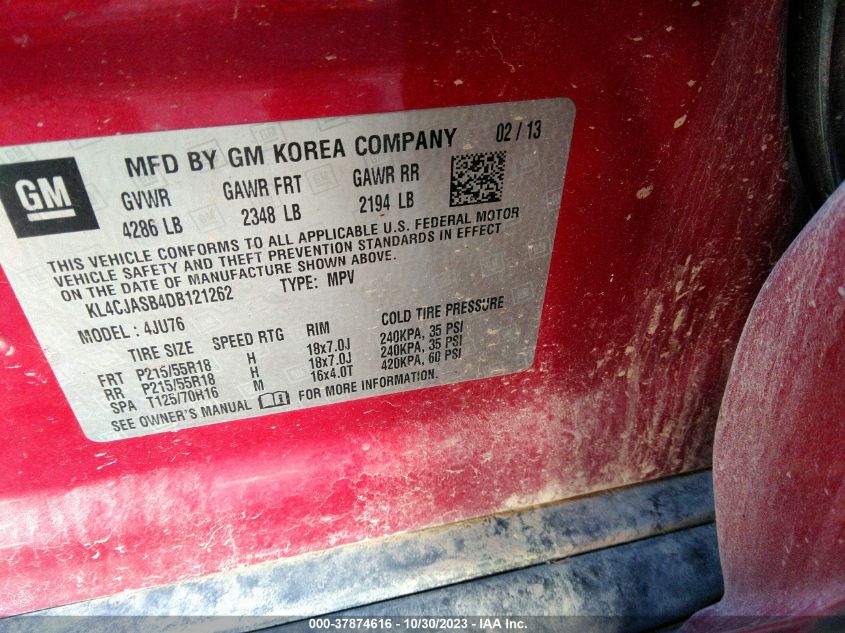 GM
MFD BY GM KOREA COMPANY 02 / 13
GVWR GAWR FRT GAWR RR
4286 LB 2348 LB 2194 LB
THIS VEHICLE CONFORMS TO ALL APPLICABLE U.S. FEDERAL MOTOR
VEHICLE SAFETY AND THEFT PREVENTION STANDARDS IN EFFECT
ON THE DATE OF MANUFACTURE SHOWN ABOVE.
KL4CJASB4DB121262 TYPE: MPV
MODEL : 4JU76
TIRE SIZE SPEED RTG RIM COLD TIRE PRESSURE
FRT P215/55R18 H 18x7.0J 240KPA, 35 PSI
RR P215/55R18 H 18x7.0J 240KPA, 35 PSI
SPA T125/70H16 M 16x4.0T 420KPA, 60 PSI
SEE OWNER'S MANUAL FOR MORE INFORMATION.
000-37874616 - 10/30/2023 - IAA Inc.